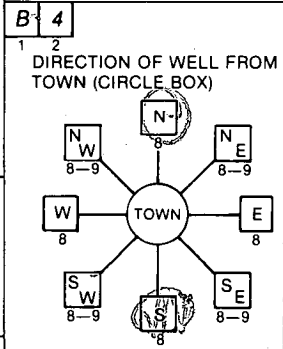 B 4
1 2
DIRECTION OF WELL FROM
TOWN (CIRCLE BOX)
N
8
N W
8-9
N E
8-9
W
8
TOWN
E
8
S W
8-9
S E
8-9
S
8